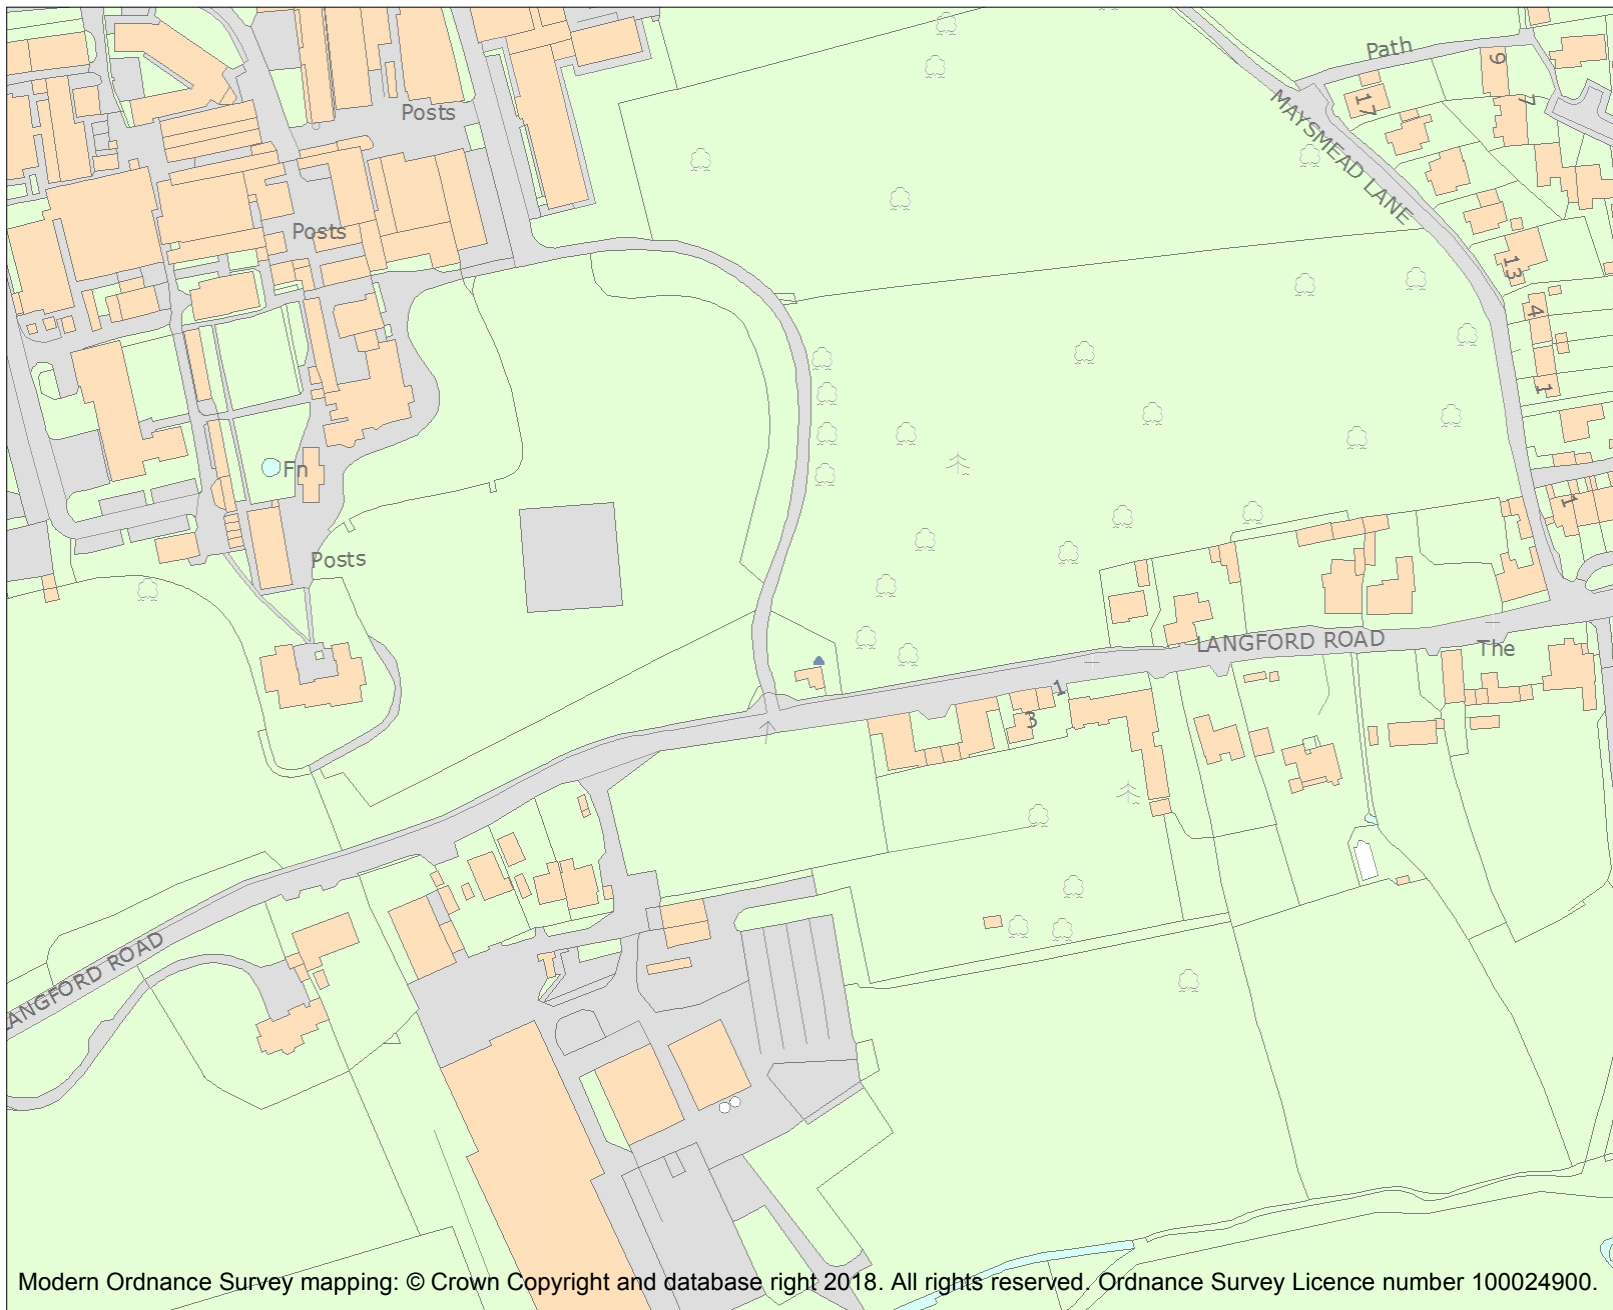 Path
9
MAYSMEAD LANE
17
7
Posts
Posts
13
4
1
Fn
1
Posts
LANGFORD ROAD
The
1
3
LANGFORD ROAD
Modern Ordnance Survey mapping: © Crown Copyright and database right 2018. All rights reserved. Ordnance Survey Licence number 100024900.